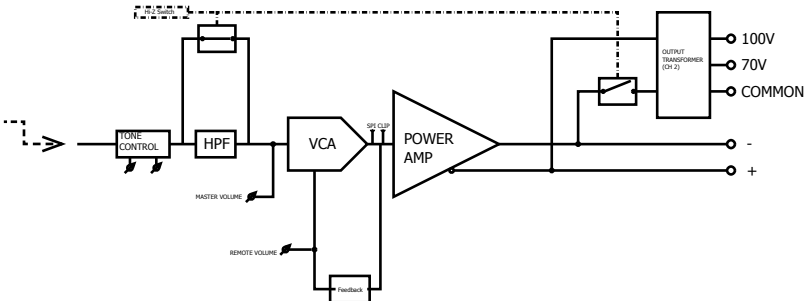 Hi-Z Switch
100V
OUTPUT
TRANSFORMER
(CH 2)
70V
COMMON
SPI CLIP
TONE
CONTROL
HPF
VCA
POWER
AMP
-
+
MASTER VOLUME
REMOTE VOLUME
Feedback